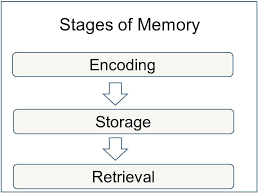 Stages of Memory
Encoding
Storage
Retrieval